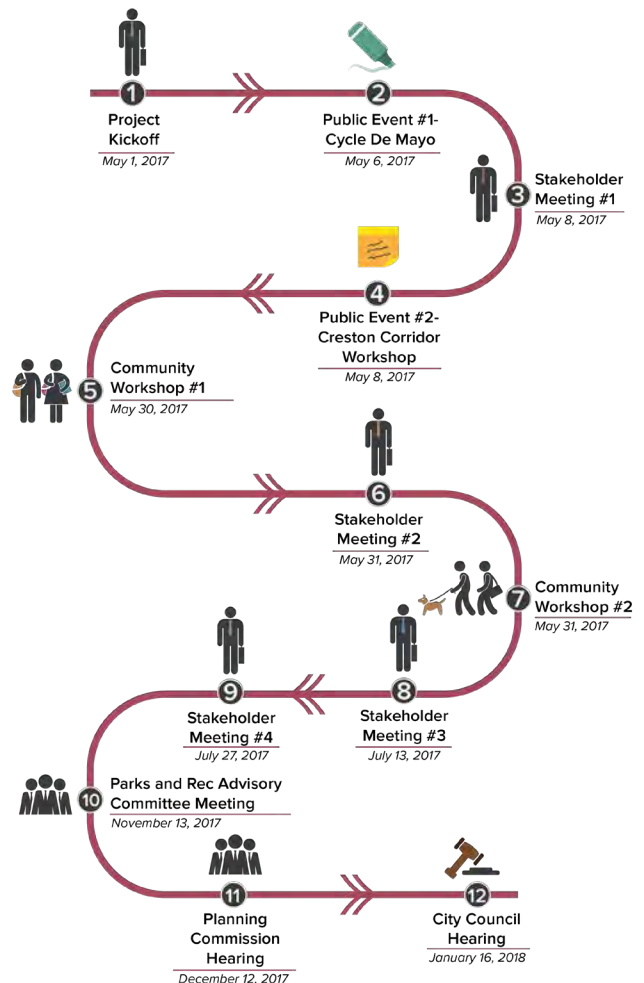 1
Project
Kickoff
May 1, 2017
2
Public Event #1-
Cycle De Mayo
May 6, 2017
3
Stakeholder
Meeting #1
May 8, 2017
4
Public Event #2-
Creston Corridor
Workshop
May 8, 2017
5
Community
Workshop #1
May 30, 2017
6
Stakeholder
Meeting #2
May 31, 2017
7
Community
Workshop #2
May 31, 2017
8
Stakeholder
Meeting #3
July 13, 2017
9
Stakeholder
Meeting #4
July 27, 2017
10
Parks and Rec Advisory
Committee Meeting
November 13, 2017
11
Planning
Commission
Hearing
December 12, 2017
12
City Council
Hearing
January 16, 2018